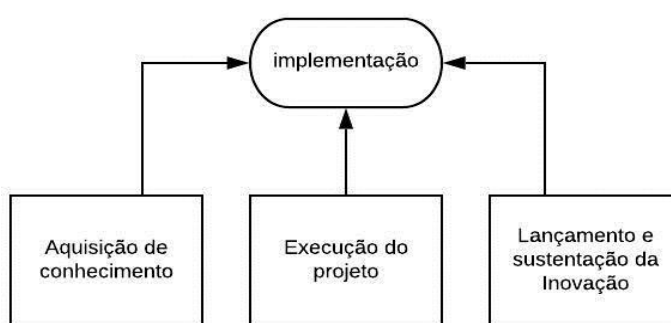 implementação
Aquisição de
conhecimento
Execução do
projeto
Lançamento e
sustentação da
Inovação